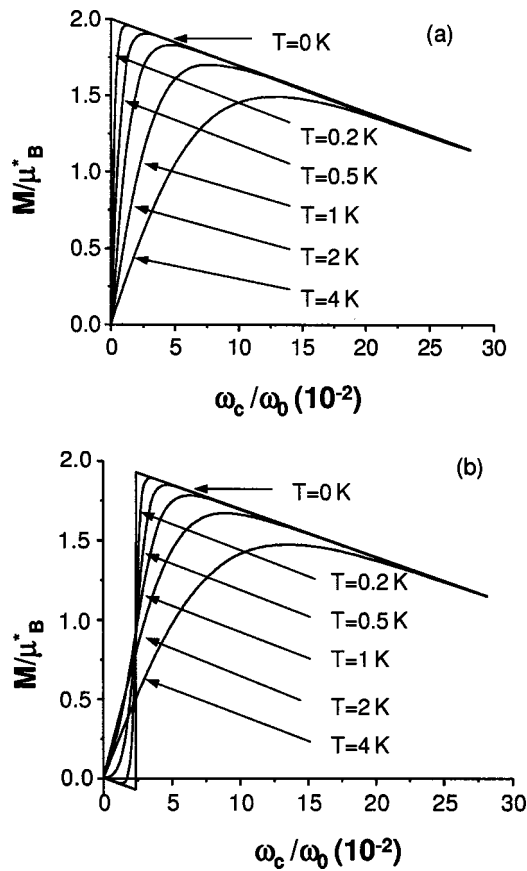 2.0
T=0 K
(a)
1.5
T=0.2 K
M/μ*B
T=0.5 K
1.0
T=1 K
0.5
T=2 K
T=4 K
0.0
0 5 10 15 20 25 30
ωc/ω0 (10-2)
2.0
(b)
T=0 K
1.5
T=0.2 K
M/μ*B
T=0.5 K
1.0
T=1 K
0.5
T=2 K
T=4 K
0.0
0 5 10 15 20 25 30
ωc/ω0 (10-2)